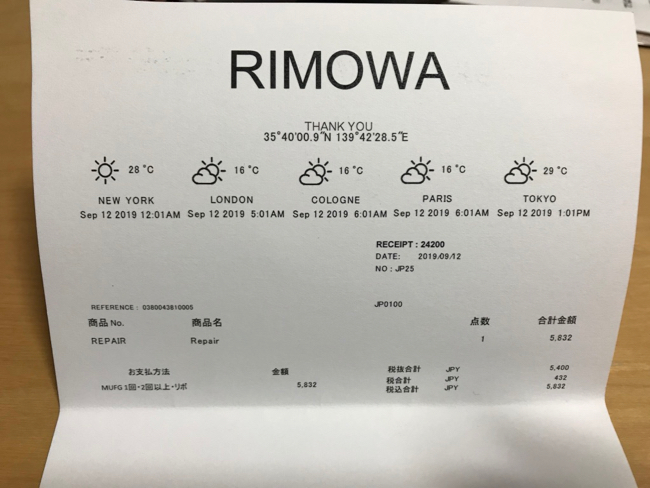 RIMOWA
THANK YOU
35°40'00.9"N 139°42'28.5"E
28 °C 16 °C 16 °C 16 °C 29 °C
NEW YORK LONDON COLOGNE PARIS TOKYO
Sep 12 2019 12:01AM Sep 12 2019 5:01AM Sep 12 2019 6:01AM Sep 12 2019 6:01AM Sep 12 2019 1:01PM
RECEIPT : 24200
DATE: 2019/09/12
NO : JP25
REFERENCE : 0380043810005 JP0100
商品 No. 商品名 点数 合計金額
REPAIR Repair 1 5,832
お支払方法 金額 税抜合計 JPY 5,400
税合計 JPY 432
MUFG 1回・2回以上・リボ 5,832 税込合計 JPY 5,832